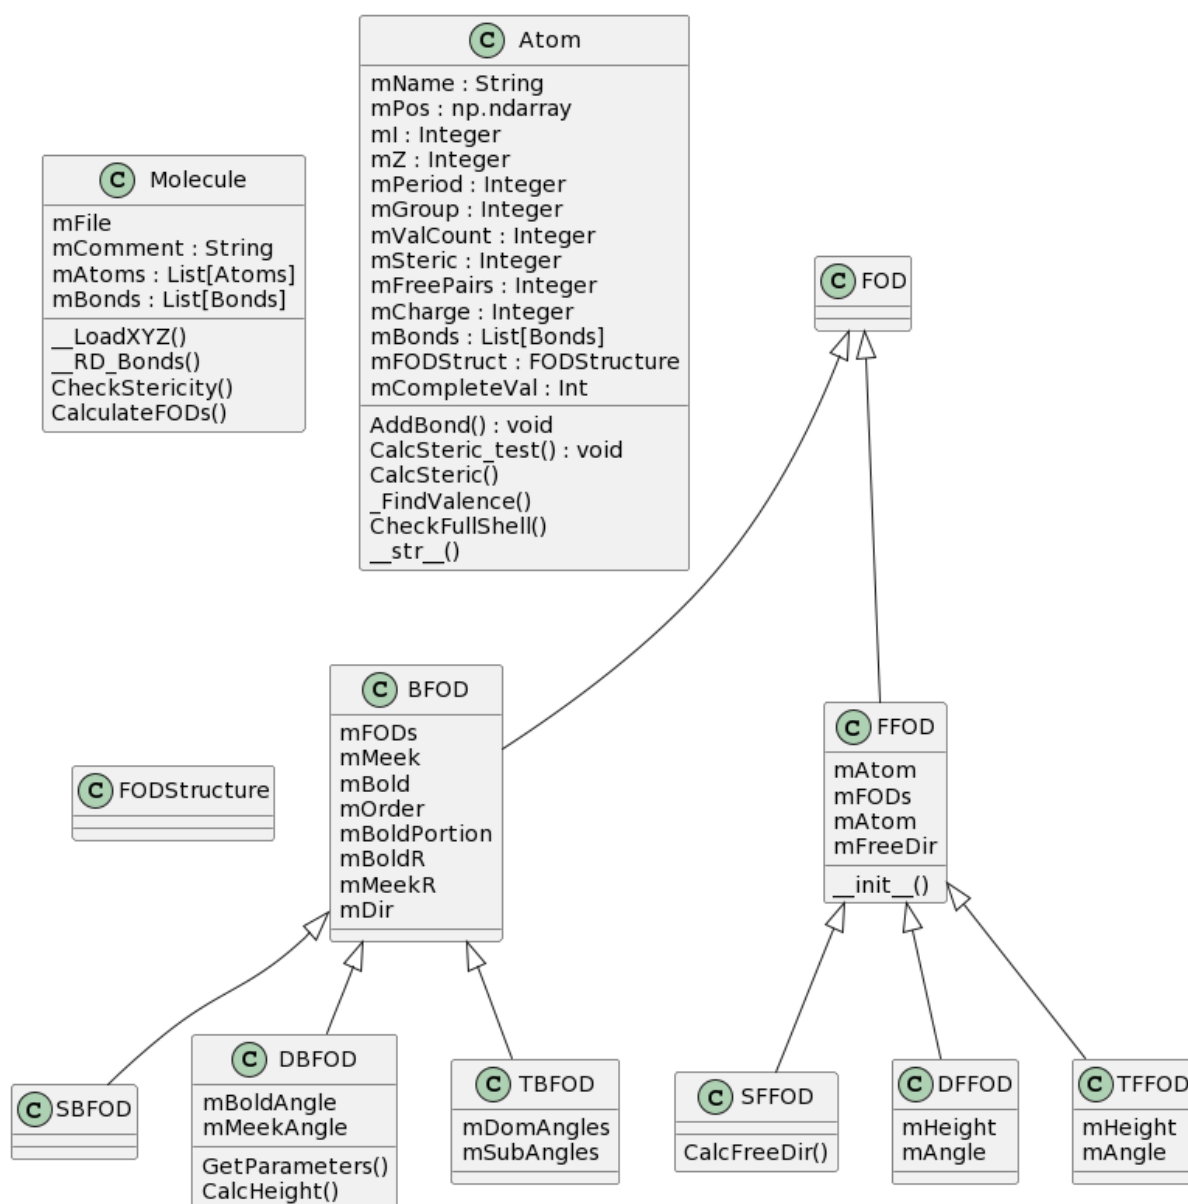 C Molecule
mFile
mComment : String
mAtoms : List[Atoms]
mBonds : List[Bonds]
__LoadXYZ()
__RD_Bonds()
CheckStericity()
CalculateFODs()
C Atom
mName : String
mPos : np.ndarray
mI : Integer
mZ : Integer
mPeriod : Integer
mGroup : Integer
mValCount : Integer
mSteric : Integer
mFreePairs : Integer
mCharge : Integer
mBonds : List[Bonds]
mFODStruct : FODStructure
mCompleteVal : Int
AddBond() : void
CalcSteric_test() : void
CalcSteric()
_FindValence()
CheckFullShell()
__str__()
C FOD
C FODStructure
C BFOD
mFODs
mMeek
mBold
mOrder
mBoldPortion
mBoldR
mMeekR
mDir
C FFOD
mAtom
mFODs
mAtom
mFreeDir
__init__()
C SBFOD
C DBFOD
mBoldAngle
mMeekAngle
GetParameters()
CalcHeight()
C TBFOD
mDomAngles
mSubAngles
C SFFOD
CalcFreeDir()
C DFFOD
mHeight
mAngle
C TFFOD
mHeight
mAngle